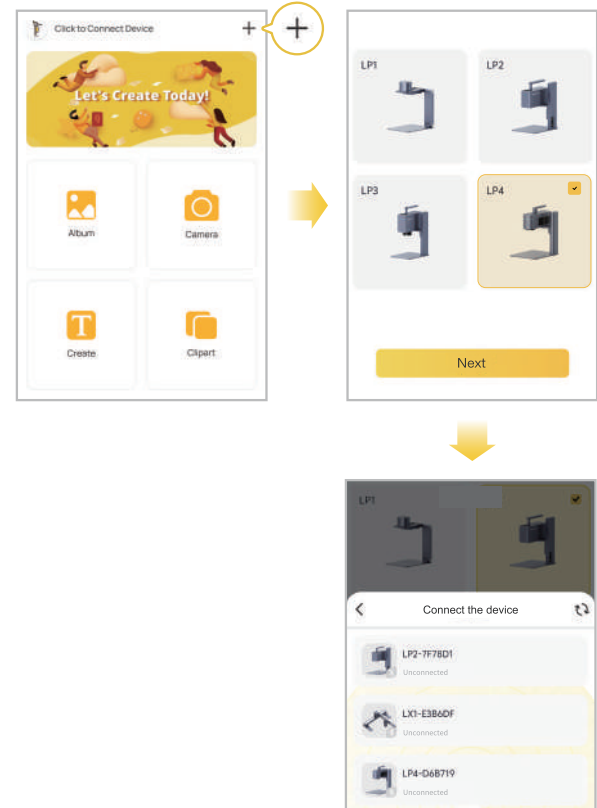 Click to Connect Device
Let's Create Today!
Album
Camera
Create
Clipart
LP1
LP2
LP3
LP4
Next
LP1
Connect the device
LP2-7F78D1
Unconnected
LX1-E3B6DF
Unconnected
LP4-D6B719
Unconnected